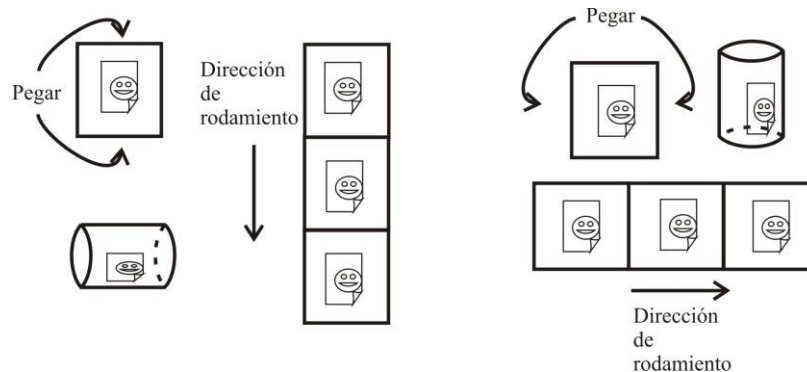 Pegar
Dirección
de
rodamiento
Pegar
Dirección
de
rodamiento